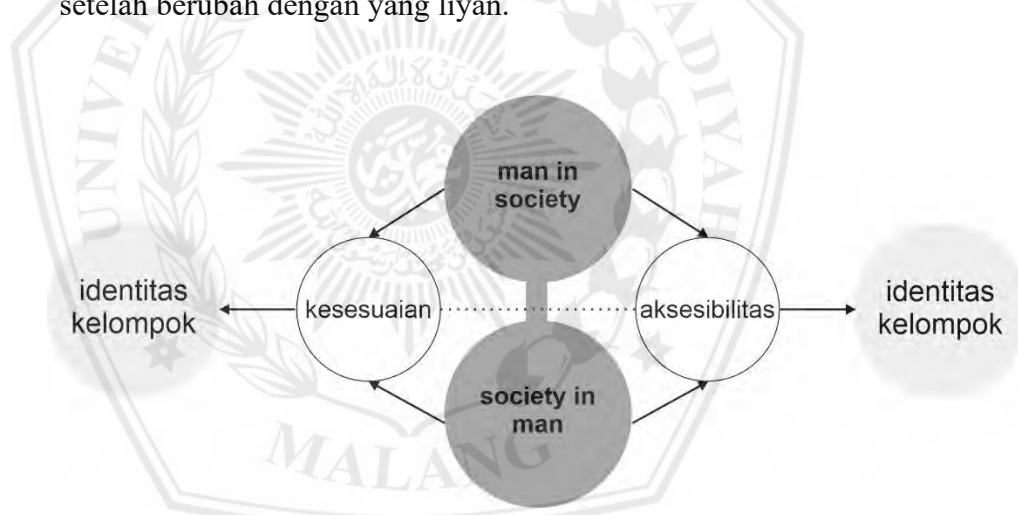 setelah berubah dengan yang liyan.
man in
society
identitas
kelompok
kesesuaian
aksesibilitas
identitas
kelompok
society in
man
MALANG